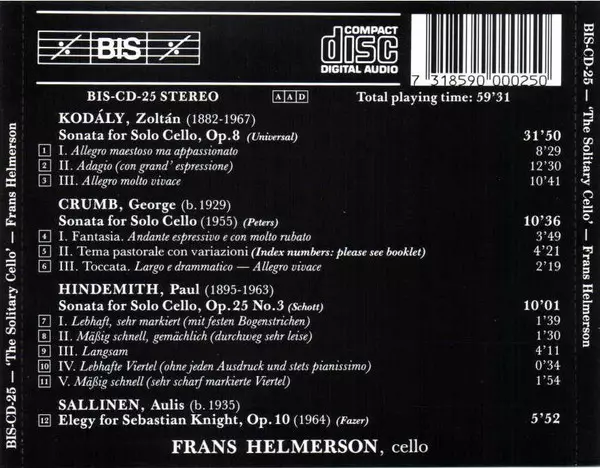 BIS
COMPACT
disc
DIGITAL AUDIO
7 318590 000250
BIS-CD-25 STEREO A A D Total playing time: 59'31
KODÁLY, Zoltán (1882-1967)
Sonata for Solo Cello, Op. 8 (Universal) 31'50
1 I. Allegro maestoso ma appassionato 8'29
2 II. Adagio (con grand' espressione) 12'30
3 III. Allegro molto vivace 10'41
CRUMB, George (b. 1929)
Sonata for Solo Cello (1955) (Peters) 10'36
4 I. Fantasia. Andante espressivo e con molto rubato 3'49
5 II. Tema pastorale con variazioni (Index numbers: please see booklet) 4'21
6 III. Toccata. Largo e drammatico — Allegro vivace 2'19
HINDEMITH, Paul (1895-1963)
Sonata for Solo Cello, Op. 25 No. 3 (Schott) 10'01
7 I. Lebhaft, sehr markiert (mit festen Bogenstrichen) 1'39
8 II. Mäßig schnell, gemächlich (durchweg sehr leise) 1'30
9 III. Langsam 4'11
10 IV. Lebhafte Viertel (ohne jeden Ausdruck und stets pianissimo) 0'34
11 V. Mäßig schnell (sehr scharf markierte Viertel) 1'54
SALLINEN, Aulis (b. 1935)
12 Elegy for Sebastian Knight, Op. 10 (1964) (Fazer) 5'52
FRANS HELMERSON, cello
BIS-CD-25 — 'The Solitary Cello' — Frans Helmerson
BIS-CD-25 — 'The Solitary Cello' — Frans Helmerson